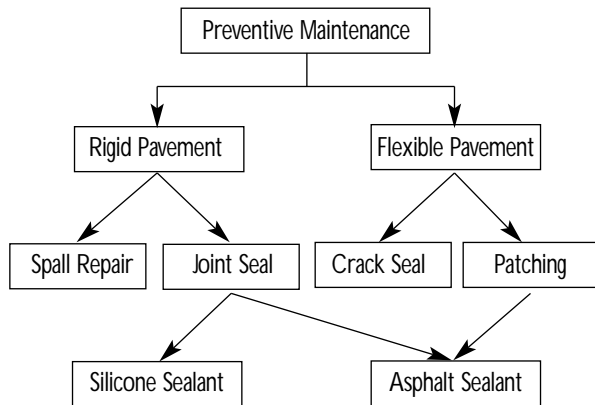 Preventive Maintenance
Rigid Pavement
Flexible Pavement
Spall Repair
Joint Seal
Crack Seal
Patching
Silicone Sealant
Asphalt Sealant